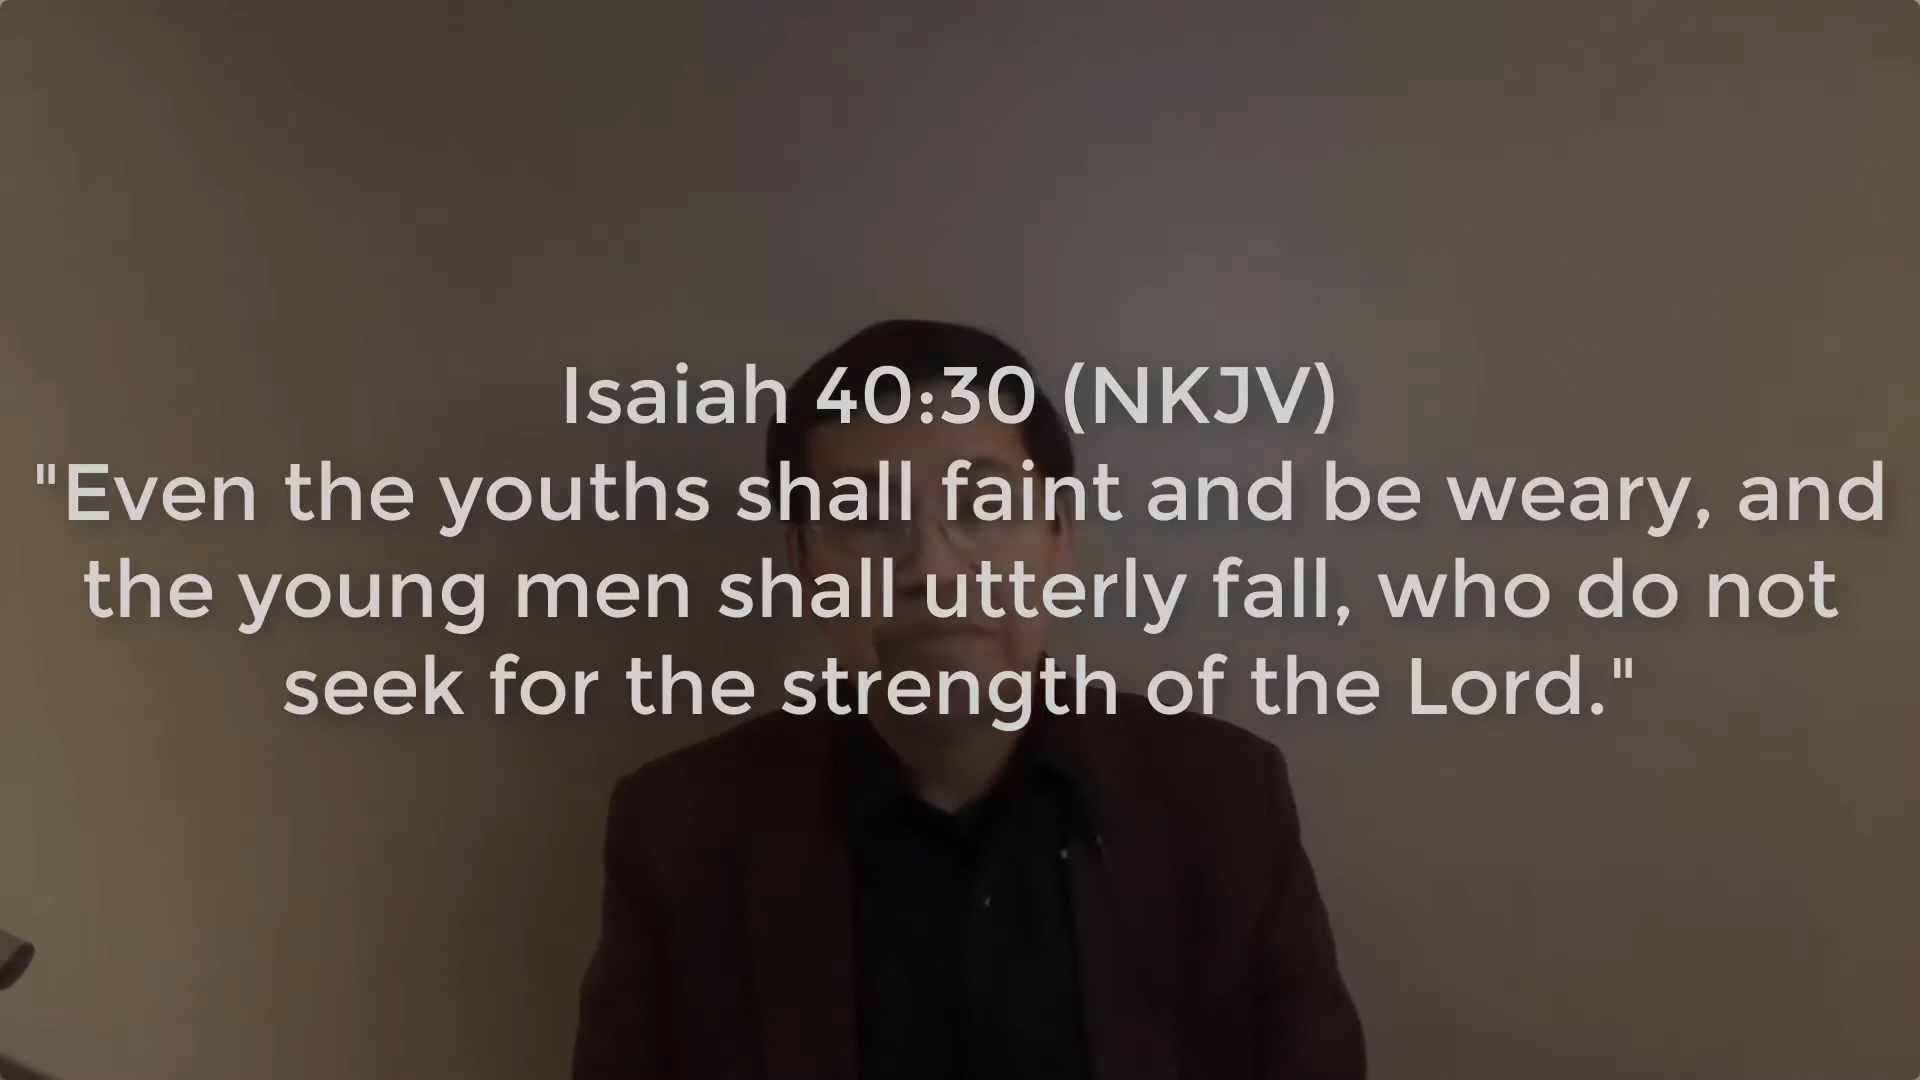 Isaiah 40:30 (NKJV)
"Even the youths shall faint and be weary, and
the young men shall utterly fall, who do not
seek for the strength of the Lord."